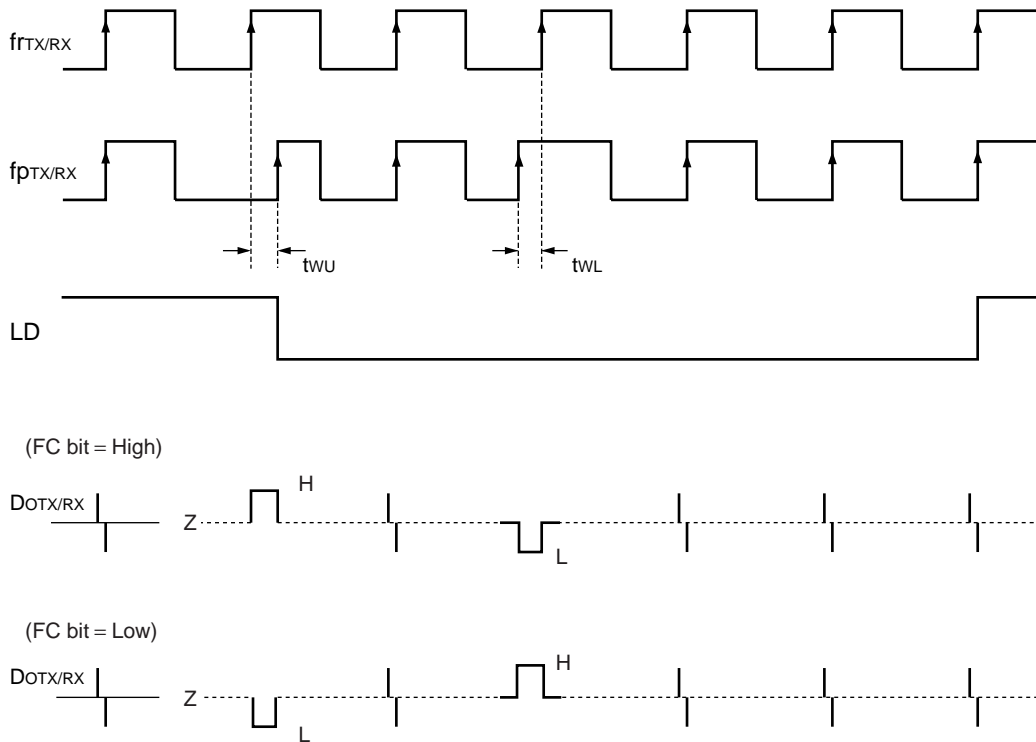 frTX/RX
fpTX/RX
tWU
tWL
LD
(FC bit = High)
DOTX/RX
Z
H
L
(FC bit = Low)
DOTX/RX
Z
L
H